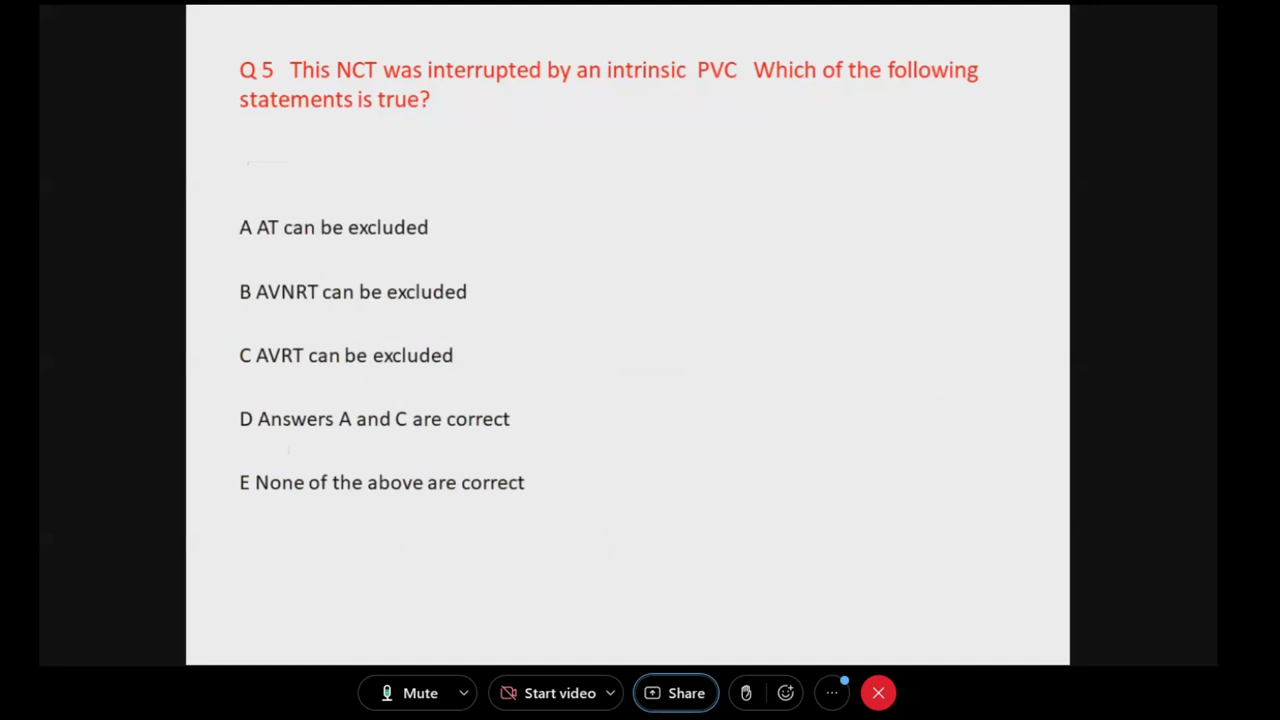 Q 5 This NCT was interrupted by an intrinsic PVC Which of the following
statements is true?
A AT can be excluded
B AVNRT can be excluded
C AVRT can be excluded
D Answers A and C are correct
E None of the above are correct
Mute
Start video
Share